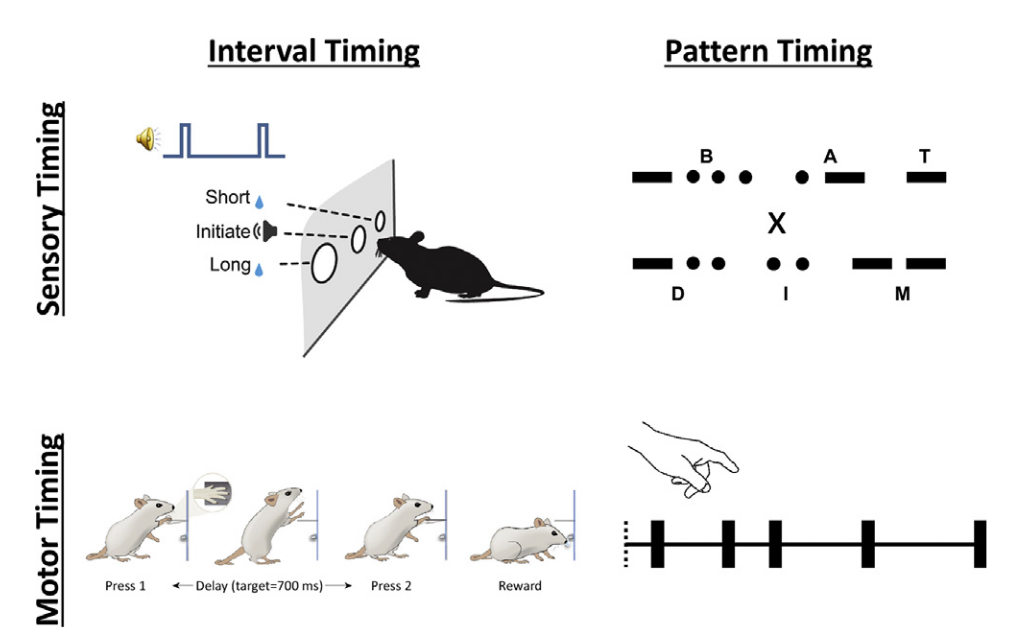 Interval Timing
Pattern Timing
Sensory Timing
Short
Initiate
Long
B A T
X
D I M
Motor Timing
Press 1
Delay (target=700 ms)
Press 2
Reward